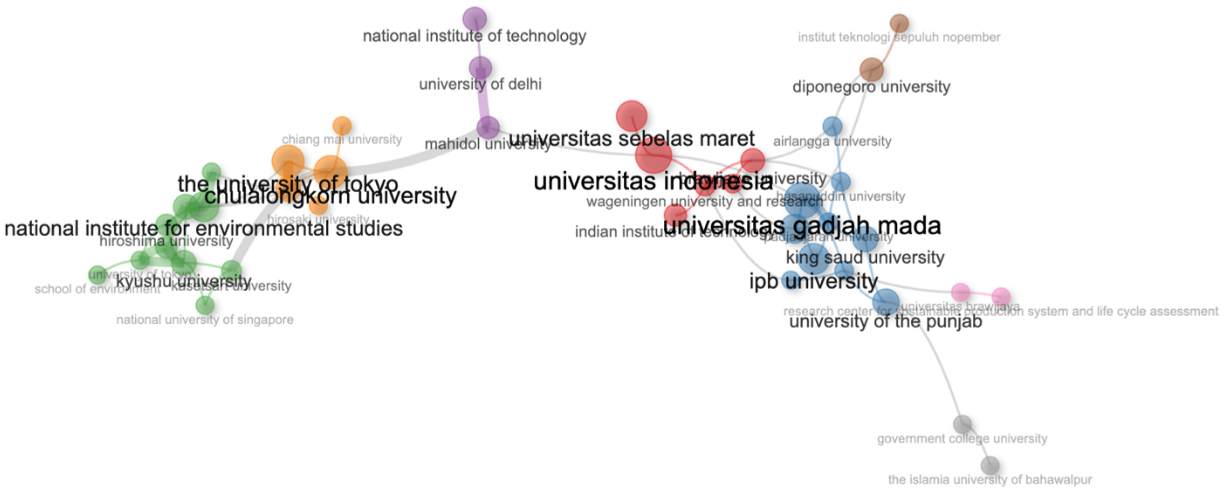 national institute of technology
institut teknologi sepuluh nopember
university of delhi
diponegoro university
chiang mai university
mahidol university
universitas sebelas maret
airlangga university
the university of tokyo
universitas indonesia
brawijaya university
chulalongkorn university
wageningen university and research
hasanuddin university
hirosaki university
national institute for environmental studies
indian institute of technology
universitas gadjah mada
padjadjaran university
hiroshima university
king saud university
university of tokyo
kyushu university
kasetsart university
ipb university
school of environment
universitas brawijaya
research center for sustainable production system and life cycle assessment
national university of singapore
university of the punjab
government college university
the islamia university of bahawalpur